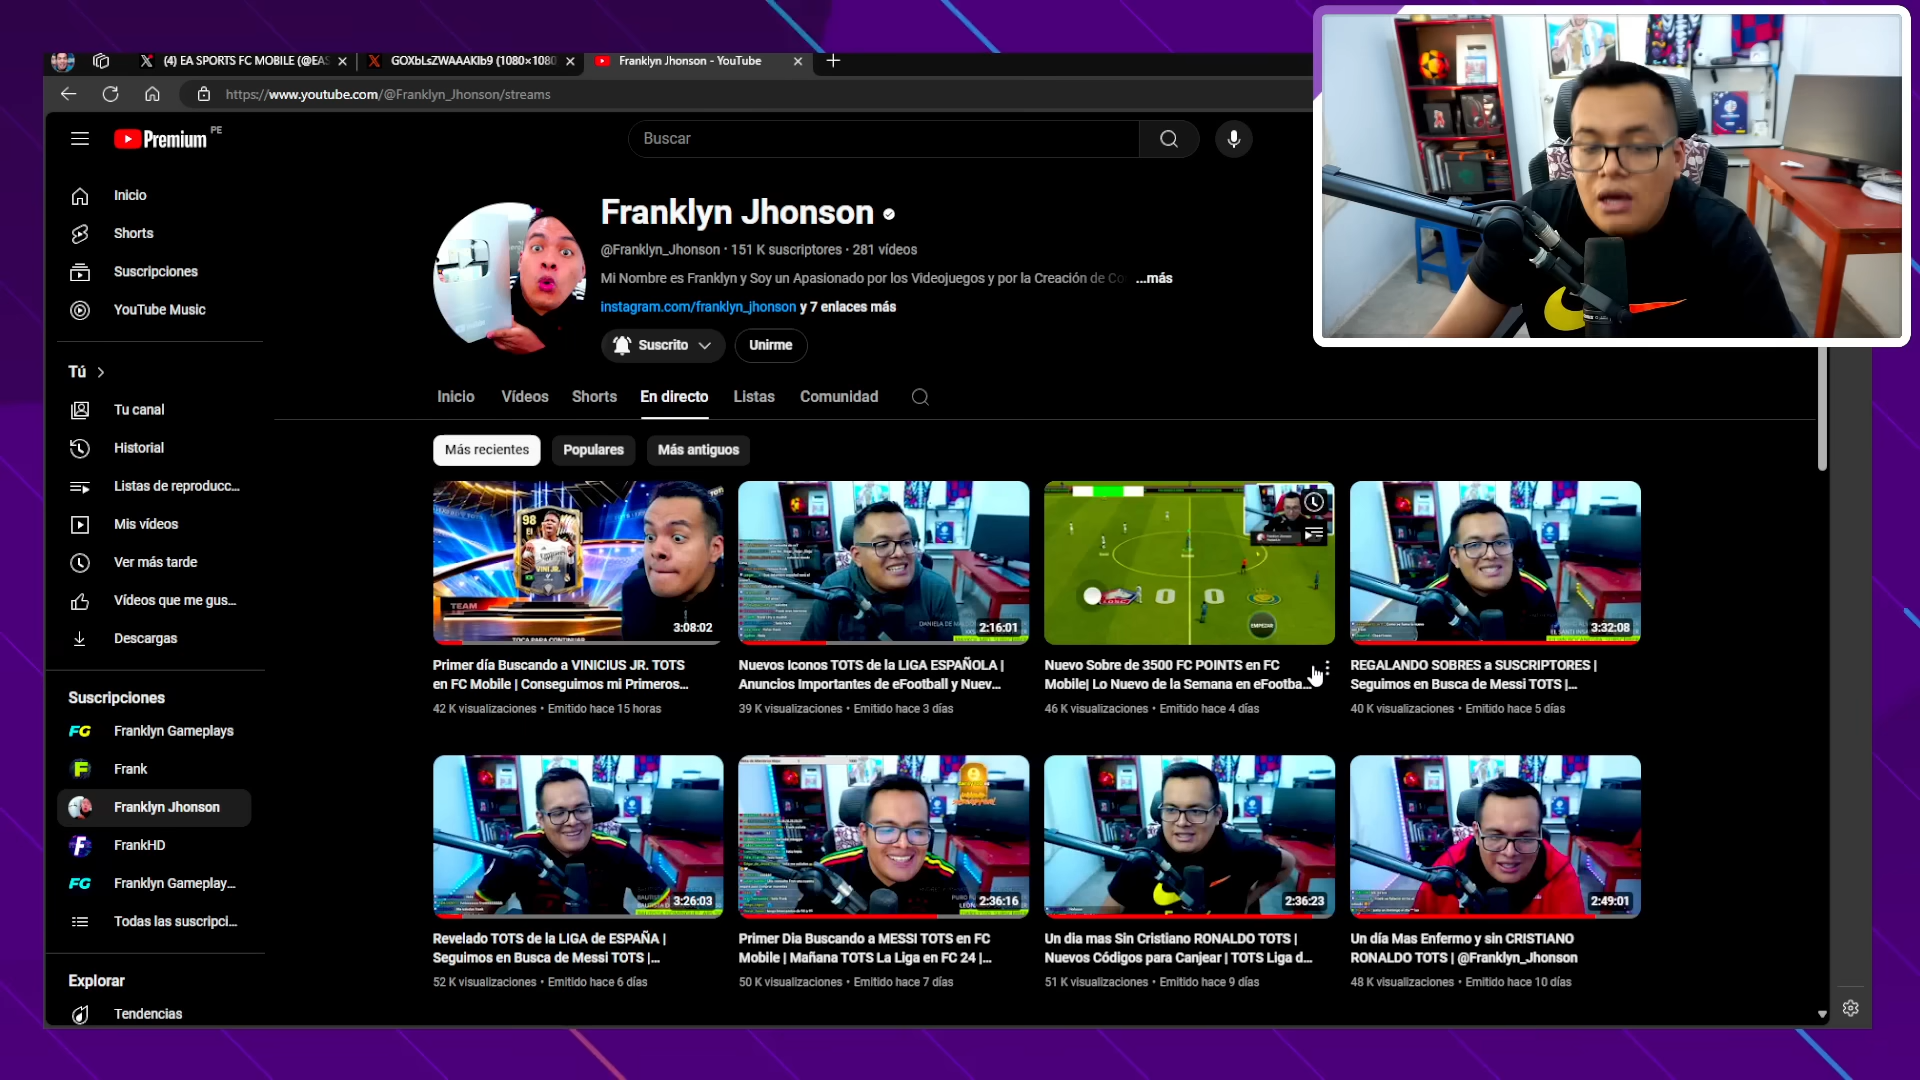 (4) EA SPORTS FC MOBILE (@EAS
GOXbLsZWAAAKIb9 (1080×1080
Franklyn Jhonson - YouTube
https://www.youtube.com/@Franklyn_Jhonson/streams
Premium PE
Buscar
Inicio
Shorts
Suscripciones
YouTube Music
Tú
Tu canal
Historial
Listas de reproducc...
Mis vídeos
Ver más tarde
Vídeos que me gus...
Descargas
Suscripciones
Franklyn Gameplays
Frank
Franklyn Jhonson
FrankHD
Franklyn Gameplay...
Todas las suscripci...
Explorar
Tendencias
Franklyn Jhonson
@Franklyn_Jhonson · 151 K suscriptores · 281 vídeos
Mi Nombre es Franklyn y Soy un Apasionado por los Videojuegos y por la Creación de Co ...más
instagram.com/franklyn_jhonson y 7 enlaces más
Suscrito
Unirme
Inicio Vídeos Shorts En directo Listas Comunidad
Más recientes Populares Más antiguos
98
VINI JR.
TEAM
TOCA PARA CONTINUAR
3:08:02
2:16:01
0 0
EMPEZAR
3:32:08
Primer día Buscando a VINICIUS JR. TOTS
en FC Mobile | Conseguimos mi Primeros...
42 K visualizaciones • Emitido hace 15 horas
Nuevos Iconos TOTS de la LIGA ESPAÑOLA |
Anuncios Importantes de eFootball y Nuev...
39 K visualizaciones • Emitido hace 3 días
Nuevo Sobre de 3500 FC POINTS en FC
Mobile| Lo Nuevo de la Semana en eFootba...
46 K visualizaciones • Emitido hace 4 días
REGALANDO SOBRES a SUSCRIPTORES |
Seguimos en Busca de Messi TOTS |...
40 K visualizaciones • Emitido hace 5 días
3:26:03
2:36:16
2:36:23
2:49:01
Revelado TOTS de la LIGA de ESPAÑA |
Seguimos en Busca de Messi TOTS |...
52 K visualizaciones • Emitido hace 6 días
Primer Dia Buscando a MESSI TOTS en FC
Mobile | Mañana TOTS La Liga en FC 24 |...
50 K visualizaciones • Emitido hace 7 días
Un dia mas Sin Cristiano RONALDO TOTS |
Nuevos Códigos para Canjear | TOTS Liga d...
51 K visualizaciones • Emitido hace 9 días
Un día Mas Enfermo y sin CRISTIANO
RONALDO TOTS | @Franklyn_Jhonson
48 K visualizaciones • Emitido hace 10 días